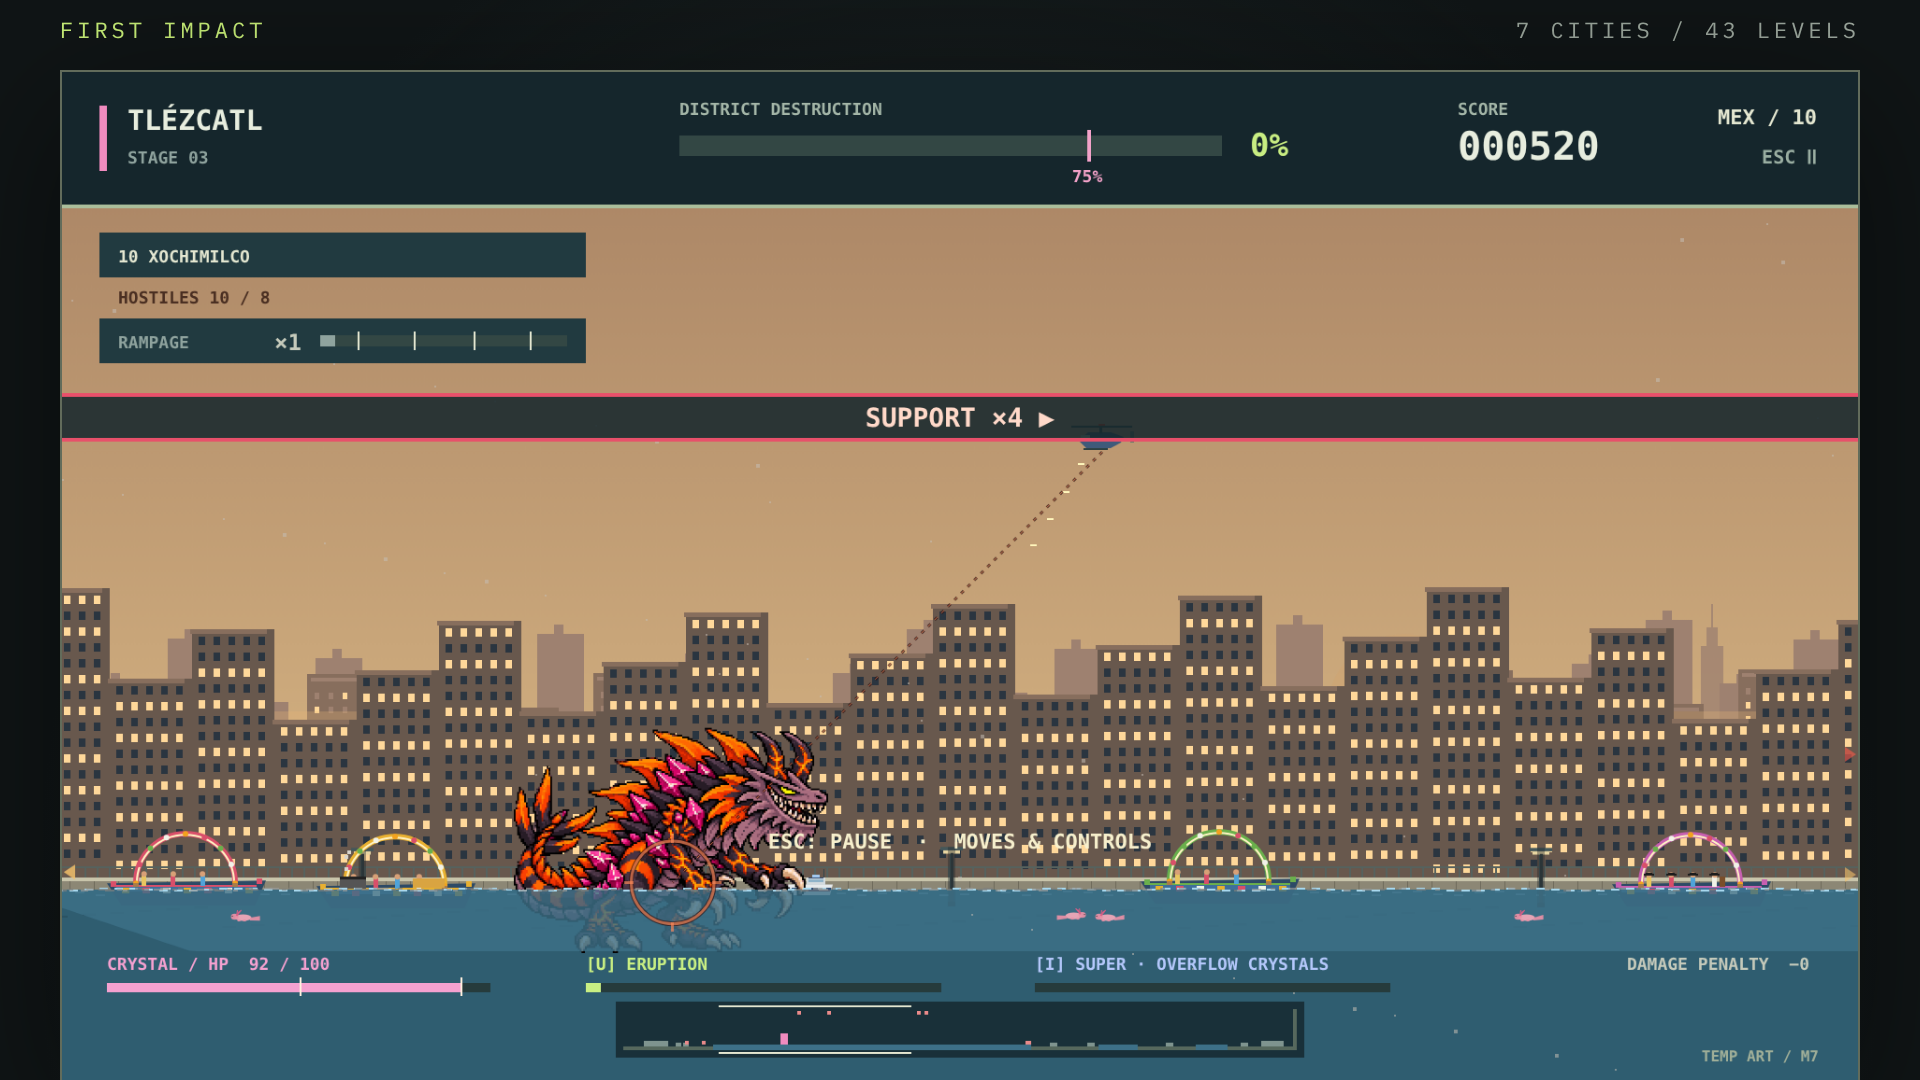 FIRST IMPACT
7 CITIES / 43 LEVELS
TLÉZCATL
STAGE 03
DISTRICT DESTRUCTION
0%
75%
SCORE
000520
MEX / 10
ESC II
10 XOCHIMILCO
HOSTILES 10 / 8
RAMPAGE ×1
SUPPORT ×4 ▶
ESC: PAUSE · MOVES & CONTROLS
CRYSTAL / HP 92 / 100
[U] ERUPTION
[I] SUPER · OVERFLOW CRYSTALS
DAMAGE PENALTY −0
TEMP ART / M7